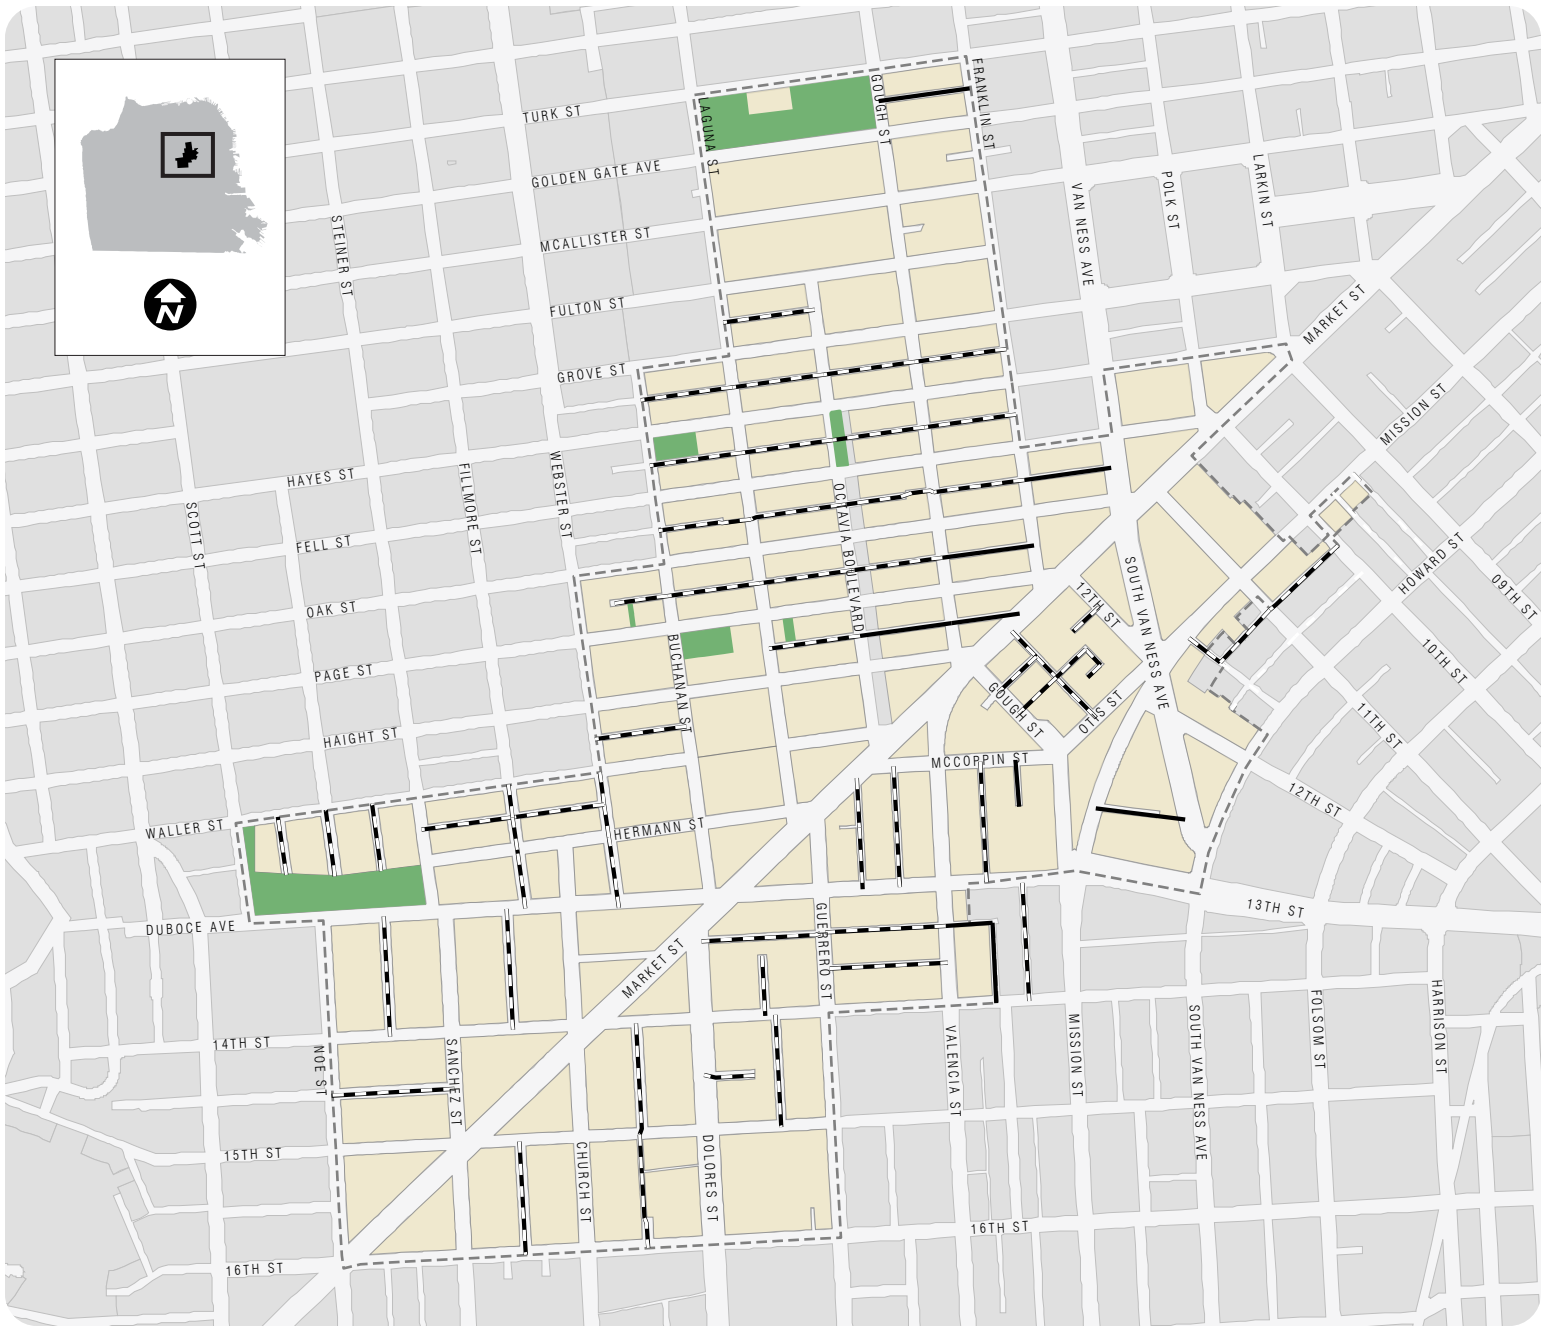 TURK ST
GOUGH ST
FRANKLIN ST
LAGUNA ST
GOLDEN GATE AVE
LARKIN ST
POLK ST
VAN NESS AVE
STEINER ST
MCALLISTER ST
FULTON ST
MARKET ST
N
GROVE ST
MISSION ST
HAYES ST
FILLMORE ST
WEBSTER ST
SCOTT ST
OCTAVIA BOULEVARD
FELL ST
HOWARD ST
09TH ST
SOUTH VAN NESS AVE
12TH ST
OAK ST
BUCHANAN ST
10TH ST
PAGE ST
GOUGH ST
OTIS ST
11TH ST
HAIGHT ST
MCCOPPIN ST
12TH ST
WALLER ST
HERMANN ST
13TH ST
DUBOCE AVE
GUERRERO ST
MARKET ST
HARRISON ST
FOLSOM ST
SOUTH VAN NESS AVE
MISSION ST
VALENCIA ST
14TH ST
NOE ST
SANCHEZ ST
15TH ST
CHURCH ST
DOLORES ST
16TH ST
16TH ST